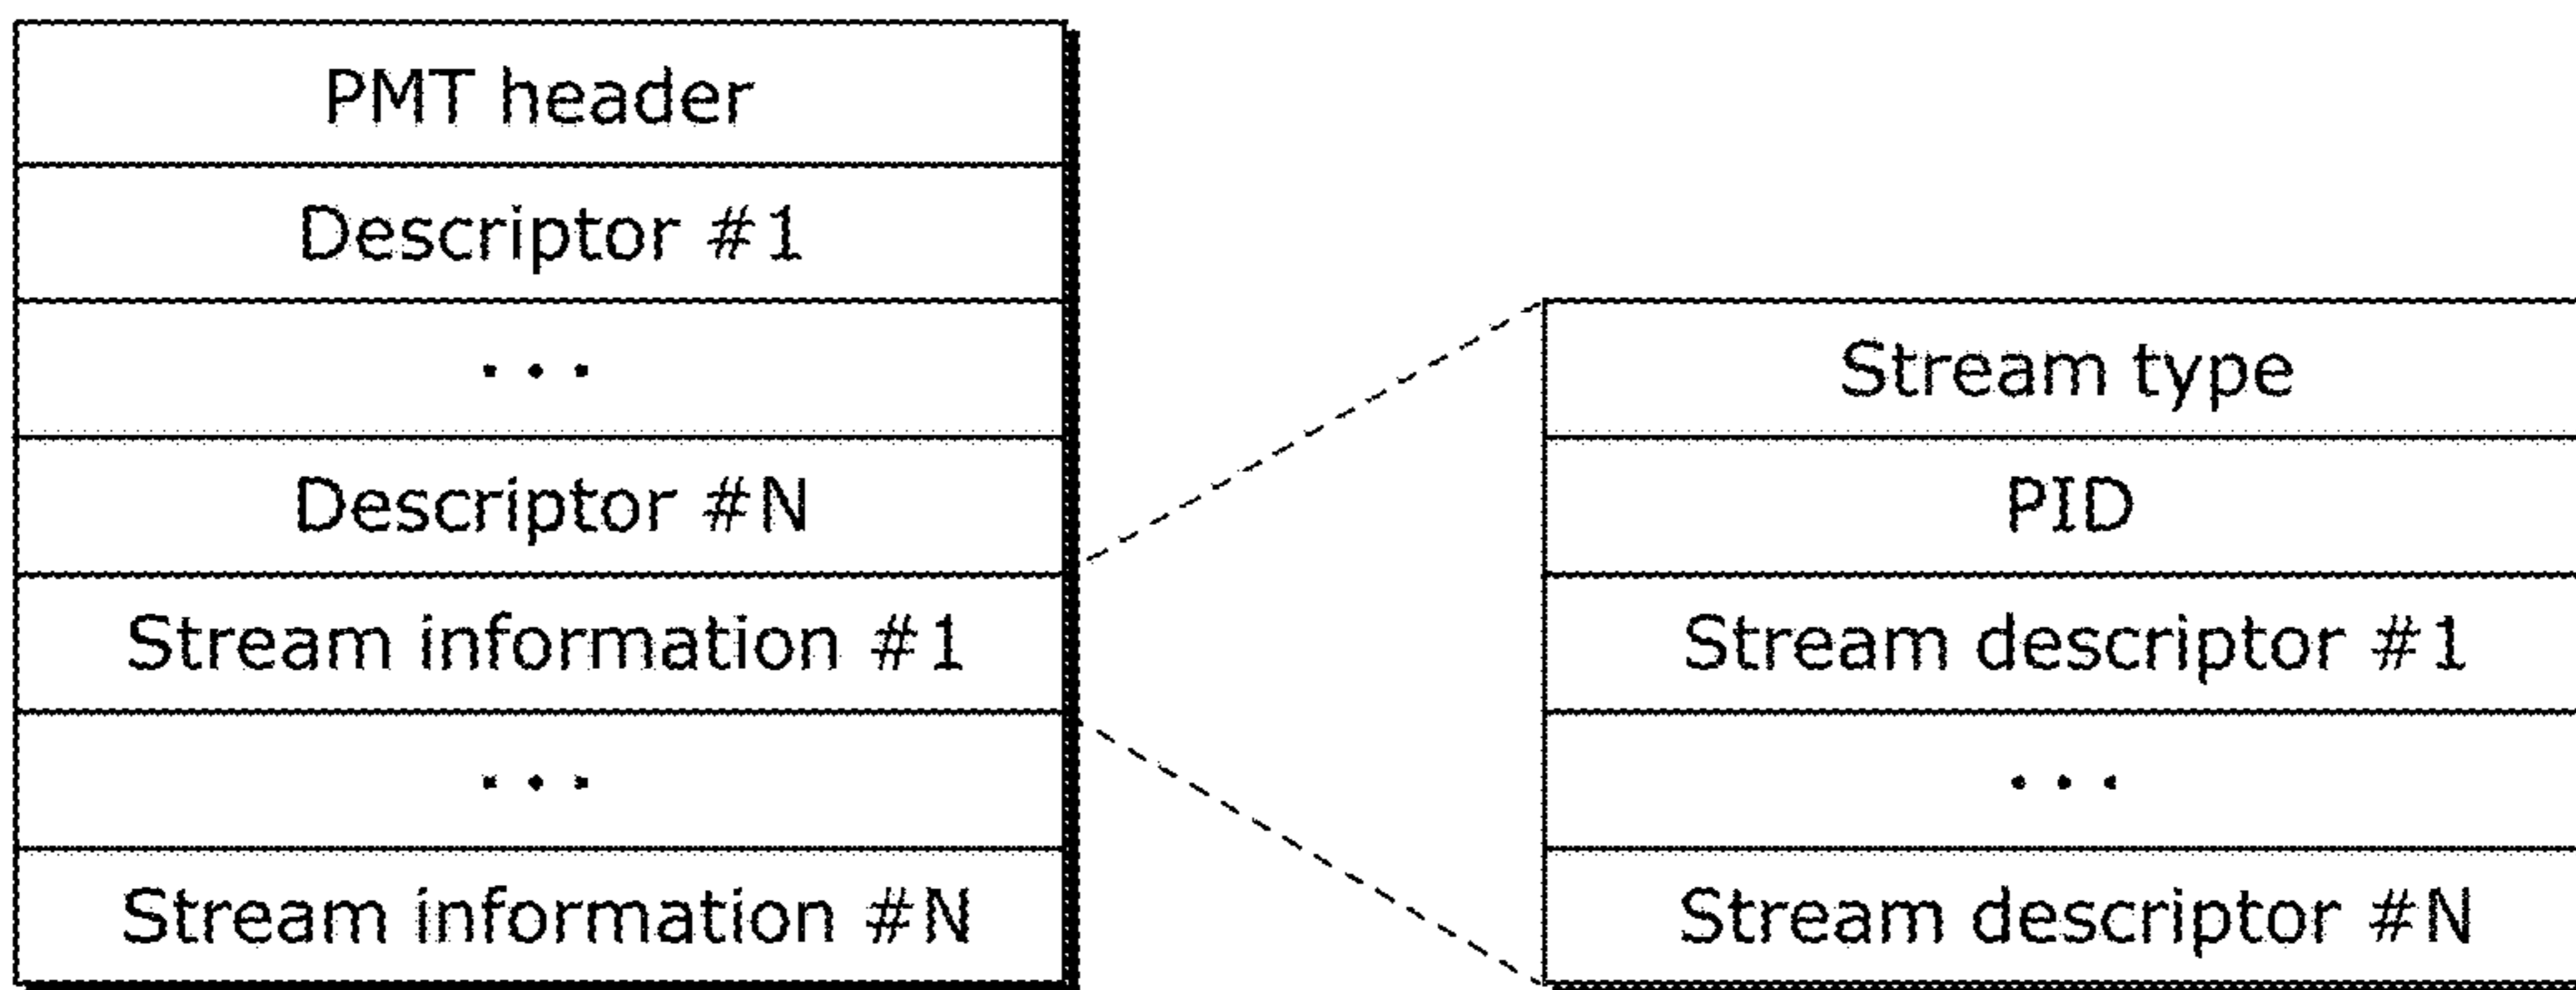 PMT header
Descriptor #1
...
Descriptor #N
Stream information #1
...
Stream information #N
Stream type
PID
Stream descriptor #1
...
Stream descriptor #N